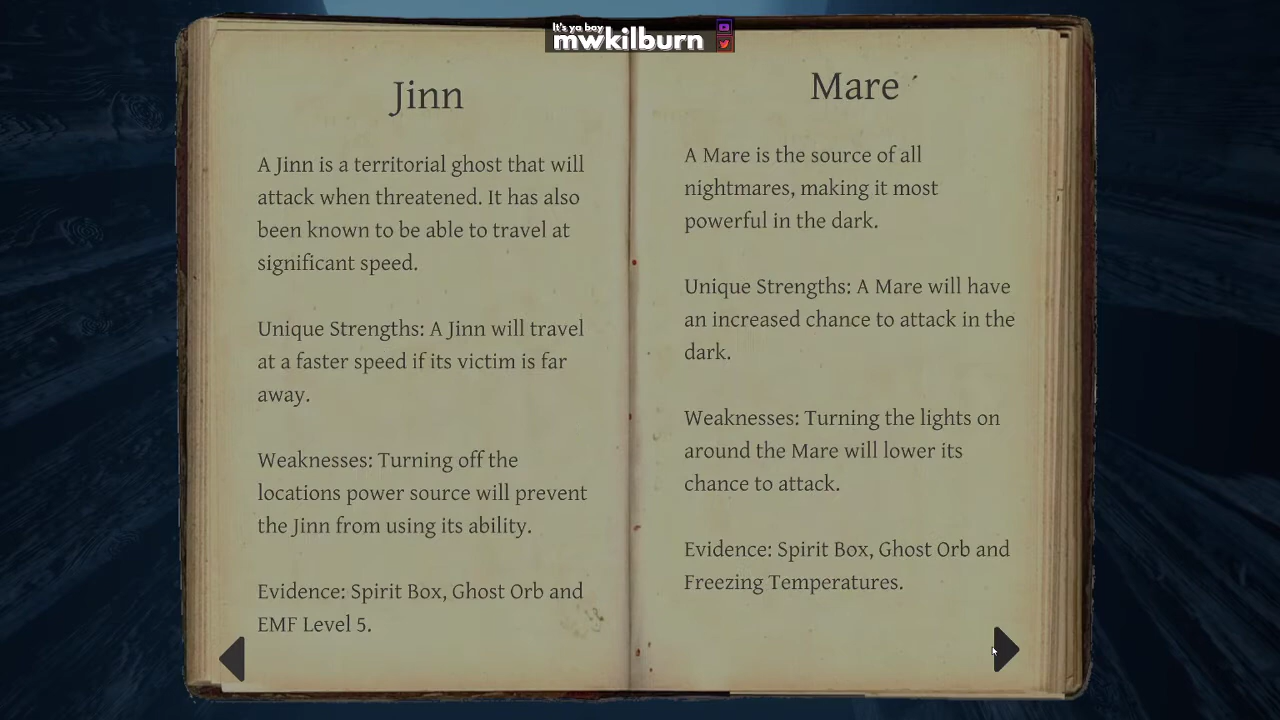 It's ya boy
mwkilburn
Jinn
A Jinn is a territorial ghost that will
attack when threatened. It has also
been known to be able to travel at
significant speed.
Unique Strengths: A Jinn will travel
at a faster speed if its victim is far
away.
Weaknesses: Turning off the
locations power source will prevent
the Jinn from using its ability.
Evidence: Spirit Box, Ghost Orb and
EMF Level 5.
Mare
A Mare is the source of all
nightmares, making it most
powerful in the dark.
Unique Strengths: A Mare will have
an increased chance to attack in the
dark.
Weaknesses: Turning the lights on
around the Mare will lower its
chance to attack.
Evidence: Spirit Box, Ghost Orb and
Freezing Temperatures.